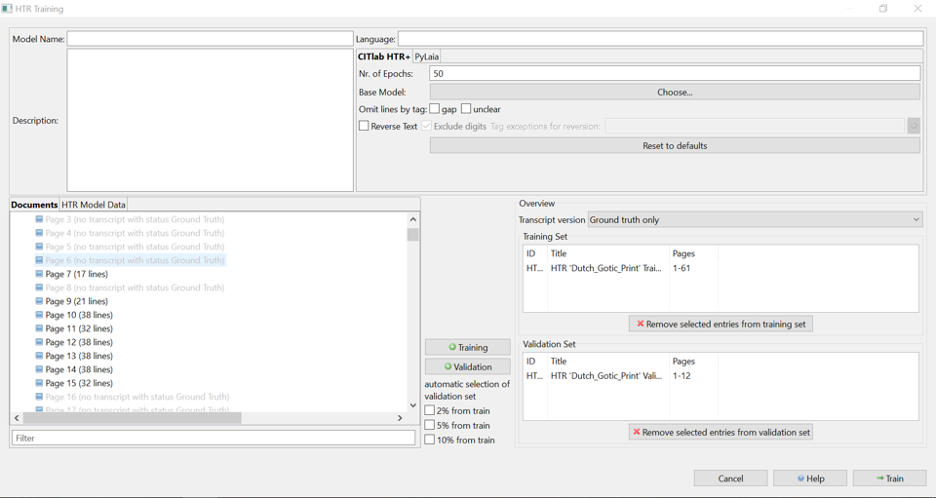 HTR Training
Model Name:
Language:
CITlab HTR+ PyLaia
Nr. of Epochs: 50
Base Model: Choose...
Omit lines by tag: gap unclear
Reverse Text Exclude digits Tag exceptions for reversion:
Reset to defaults
Description:
Documents HTR Model Data
Page 3 (no transcript with status Ground Truth)
Page 4 (no transcript with status Ground Truth)
Page 5 (no transcript with status Ground Truth)
Page 6 (no transcript with status Ground Truth)
Page 7 (17 lines)
Page 8 (no transcript with status Ground Truth)
Page 9 (21 lines)
Page 10 (38 lines)
Page 11 (32 lines)
Page 12 (38 lines)
Page 13 (38 lines)
Page 14 (38 lines)
Page 15 (32 lines)
Page 16 (no transcript with status Ground Truth)
Page 17 (no transcript with status Ground Truth)
Filter
Training
Validation
automatic selection of
validation set
2% from train
5% from train
10% from train
Overview
Transcript version Ground truth only
Training Set
ID Title Pages
HT... HTR 'Dutch_Gotic_Print' Trai... 1-61
Remove selected entries from training set
Validation Set
ID Title Pages
HT... HTR 'Dutch_Gotic_Print' Vali... 1-12
Remove selected entries from validation set
Cancel
Help
Train